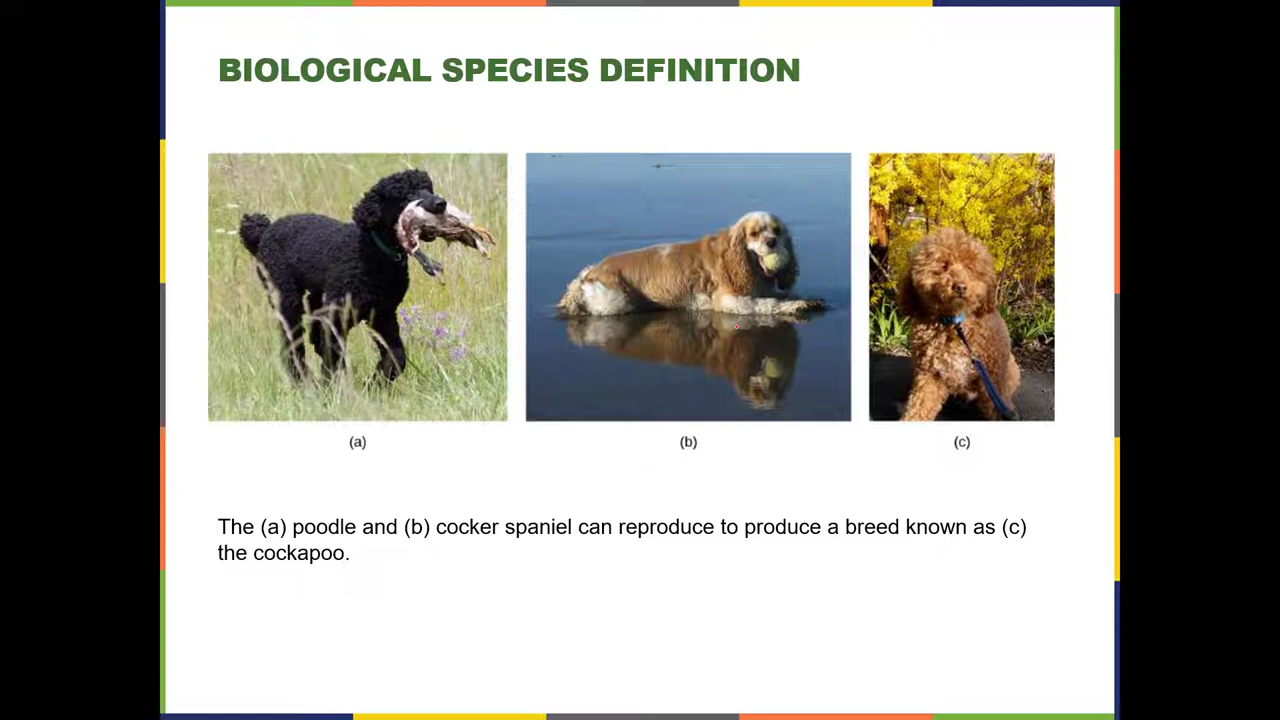 BIOLOGICAL SPECIES DEFINITION
(a)
(b)
(c)
The (a) poodle and (b) cocker spaniel can reproduce to produce a breed known as (c)
the cockapoo.